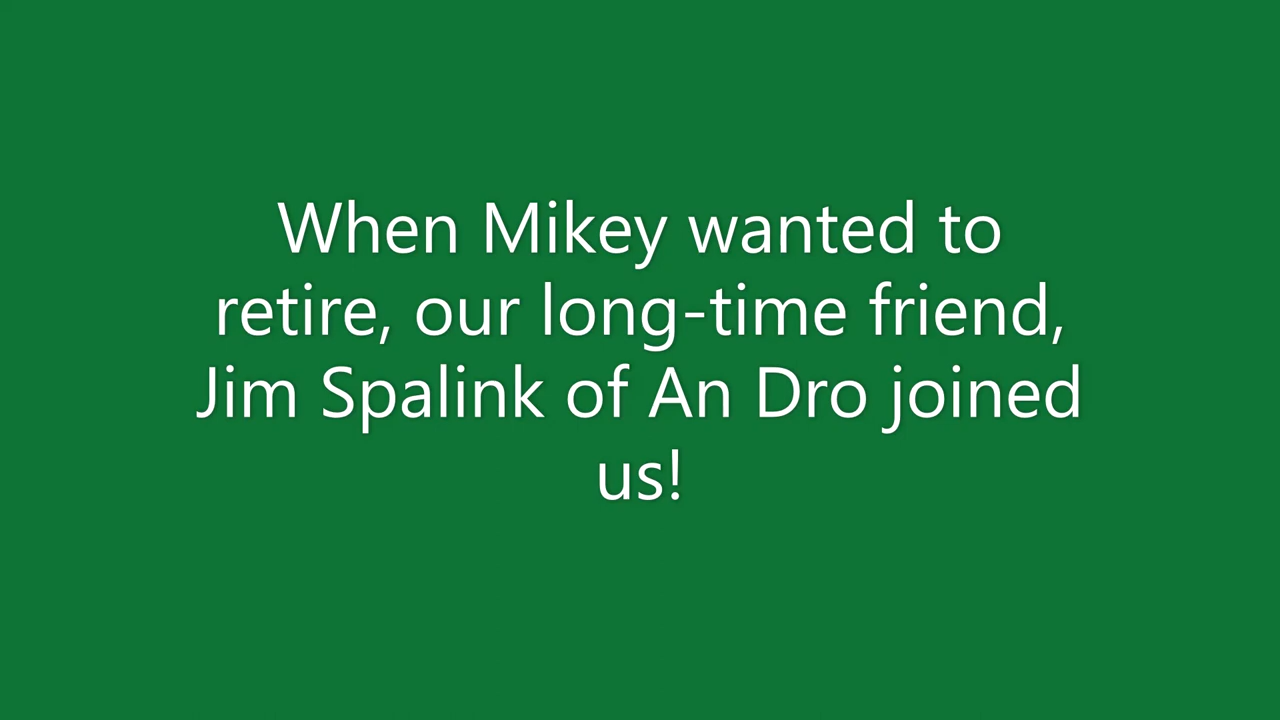 When Mikey wanted to
retire, our long-time friend,
Jim Spalink of An Dro joined
us!